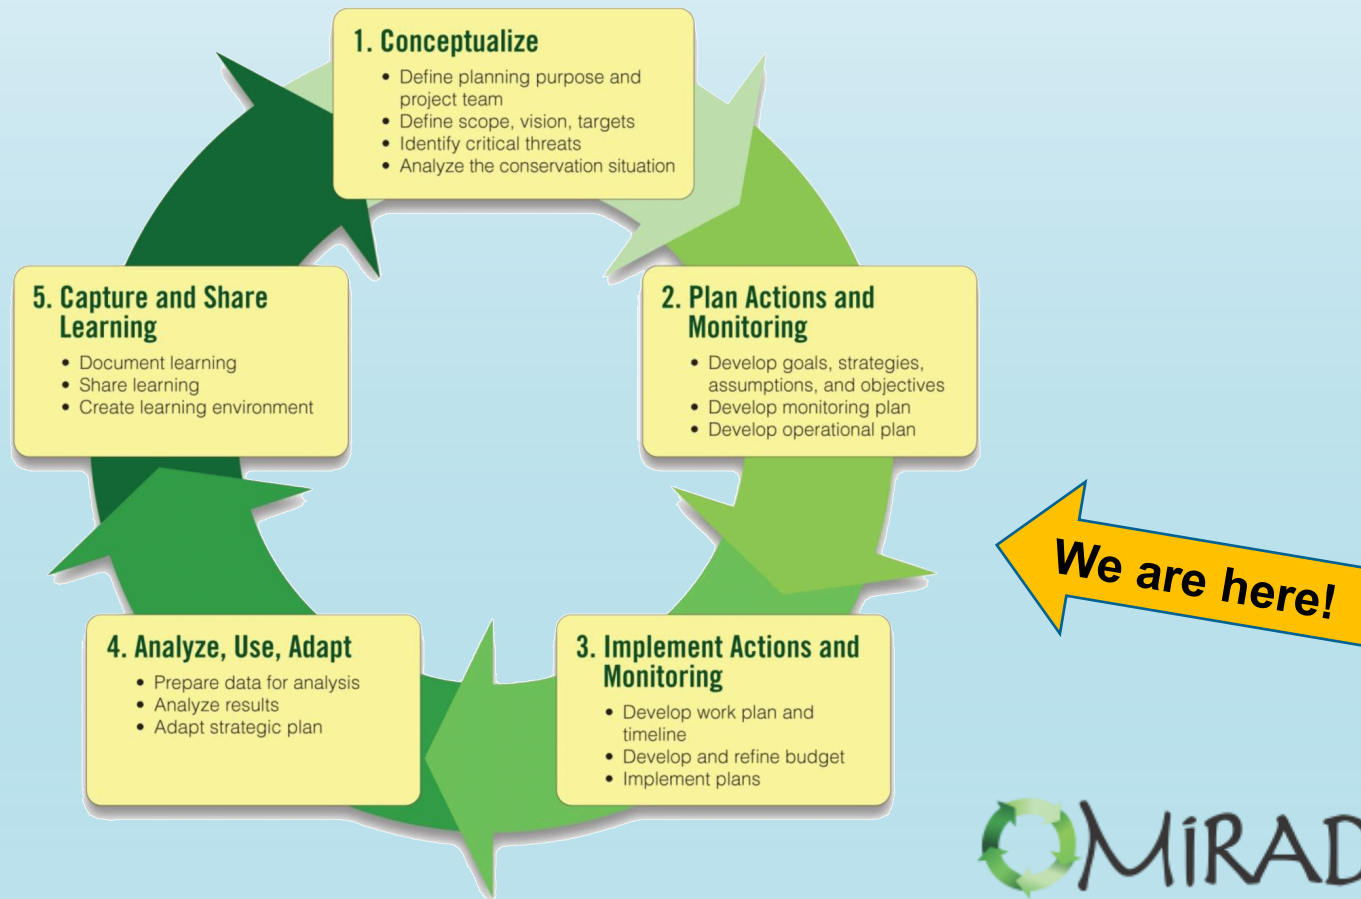 1. Conceptualize
• Define planning purpose and
project team
• Define scope, vision, targets
• Identify critical threats
• Analyze the conservation situation
2. Plan Actions and
Monitoring
• Develop goals, strategies,
assumptions, and objectives
• Develop monitoring plan
• Develop operational plan
We are here!
3. Implement Actions and
Monitoring
• Develop work plan and
timeline
• Develop and refine budget
• Implement plans
4. Analyze, Use, Adapt
• Prepare data for analysis
• Analyze results
• Adapt strategic plan
5. Capture and Share
Learning
• Document learning
• Share learning
• Create learning environment
MiRAD